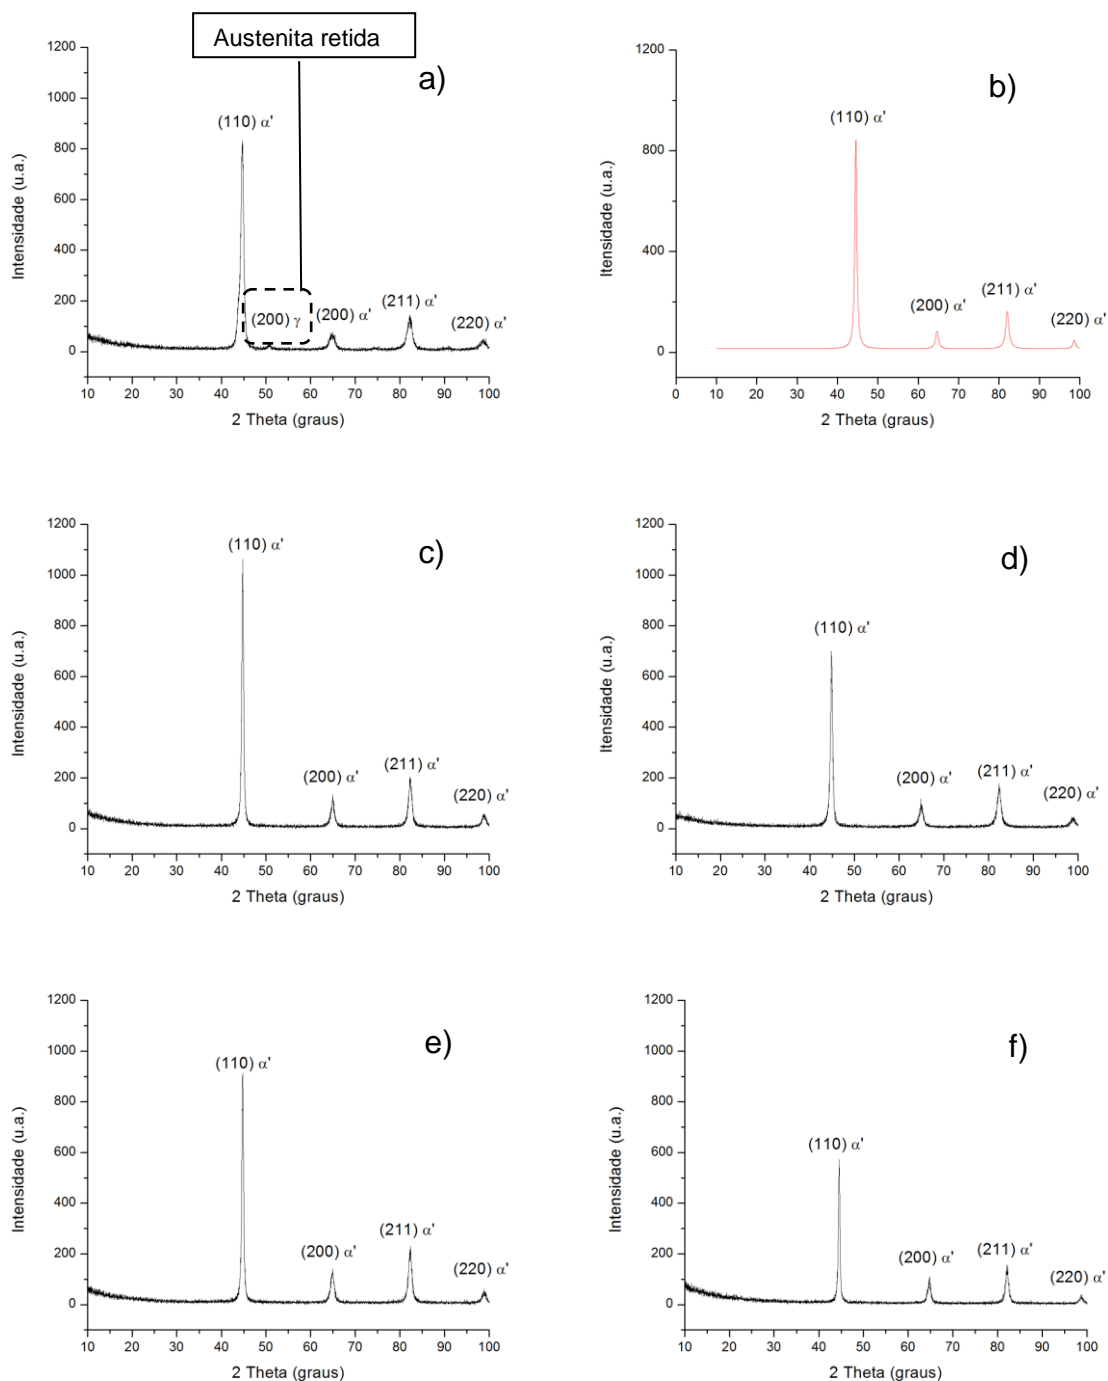 Austenita retida
a)
1200
1000
800
600
400
200
0
Intensidade (u.a.)
(110) α'
(200) γ
(200) α'
(211) α'
(220) α'
10 20 30 40 50 60 70 80 90 100
2 Theta (graus)
b)
1200
800
400
0
Itensidade (u.a.)
(110) α'
(200) α'
(211) α'
(220) α'
0 10 20 30 40 50 60 70 80 90 100
2 Theta (graus)
c)
1200
1000
800
600
400
200
0
Intensidade (u.a.)
(110) α'
(200) α'
(211) α'
(220) α'
10 20 30 40 50 60 70 80 90 100
2 Theta (graus)
d)
1200
1000
800
600
400
200
0
Itensidade (u.a.)
(110) α'
(200) α'
(211) α'
(220) α'
10 20 30 40 50 60 70 80 90 100
2 Theta (graus)
e)
1200
1000
800
600
400
200
0
Intensidade (u.a.)
(110) α'
(200) α'
(211) α'
(220) α'
10 20 30 40 50 60 70 80 90 100
2 Theta (graus)
f)
1200
1000
800
600
400
200
0
Intensidade (u.a.)
(110) α'
(200) α'
(211) α'
(220) α'
10 20 30 40 50 60 70 80 90 100
2 Theta (graus)